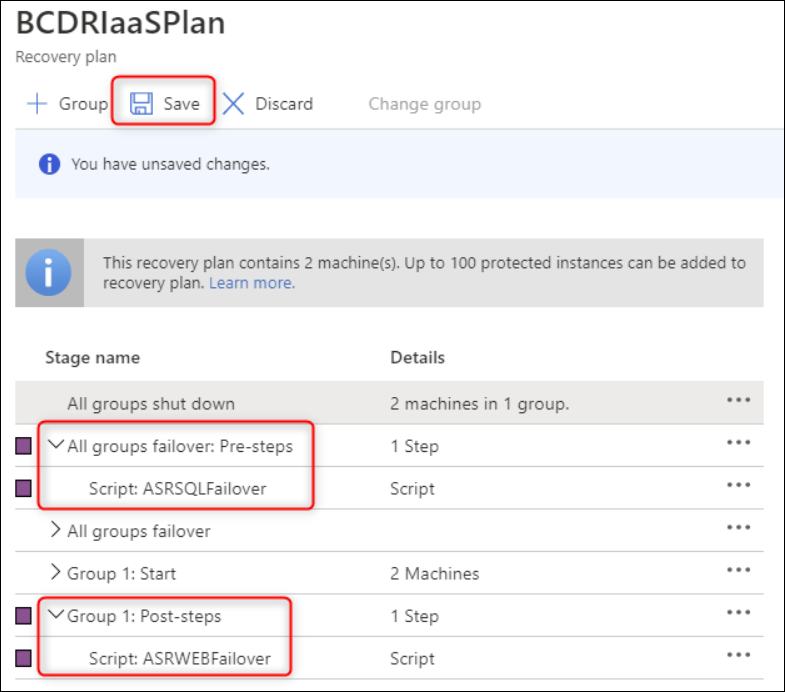 BCDRIaaSPlan
Recovery plan
Group Save Discard Change group
You have unsaved changes.
This recovery plan contains 2 machine(s). Up to 100 protected instances can be added to
recovery plan. Learn more.
Stage name Details
All groups shut down 2 machines in 1 group.
All groups failover: Pre-steps 1 Step
Script: ASRSQLFailover Script
All groups failover
Group 1: Start 2 Machines
Group 1: Post-steps 1 Step
Script: ASRWEBFailover Script